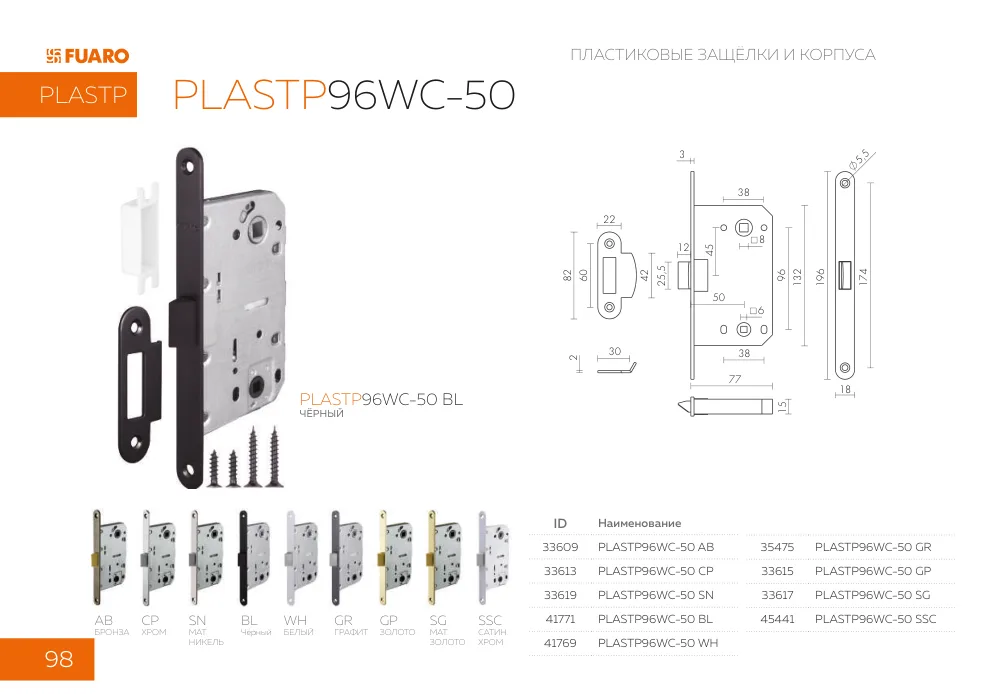 FUARO
ПЛАСТИКОВЫЕ ЗАЩЁЛКИ И КОРПУСА
PLASTP
PLASTP96WC-50
3
Ø5,5
38
22
8
12
45
82
60
42
25,5
96
132
196
174
50
6
2
30
38
77
18
15
PLASTP96WC-50 BL
ЧЁРНЫЙ
AB
БРОНЗА
CP
ХРОМ
SN
МАТ
НИКЕЛЬ
BL
Черный
WH
БЕЛЫЙ
GR
ГРАФИТ
GP
ЗОЛОТО
SG
МАТ
ЗОЛОТО
SSC
САТИН
ХРОМ
ID Наименование
33609 PLASTP96WC-50 AB 35475 PLASTP96WC-50 GR
33613 PLASTP96WC-50 CP 33615 PLASTP96WC-50 GP
33619 PLASTP96WC-50 SN 33617 PLASTP96WC-50 SG
41771 PLASTP96WC-50 BL 45441 PLASTP96WC-50 SSC
41769 PLASTP96WC-50 WH
98